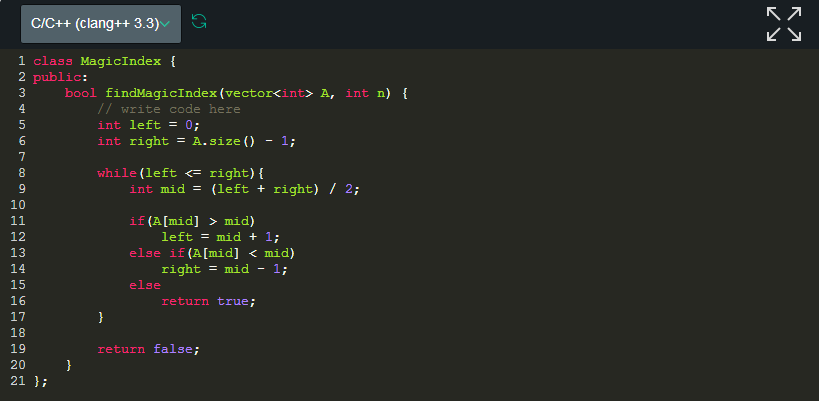 C/C++ (clang++ 3.3)
1 class MagicIndex {
2 public:
3     bool findMagicIndex(vector<int> A, int n) {
4         // write code here
5         int left = 0;
6         int right = A.size() - 1;
7
8         while(left <= right){
9             int mid = (left + right) / 2;
10
11             if(A[mid] > mid)
12                 left = mid + 1;
13             else if(A[mid] < mid)
14                 right = mid - 1;
15             else
16                 return true;
17         }
18
19         return false;
20     }
21 };